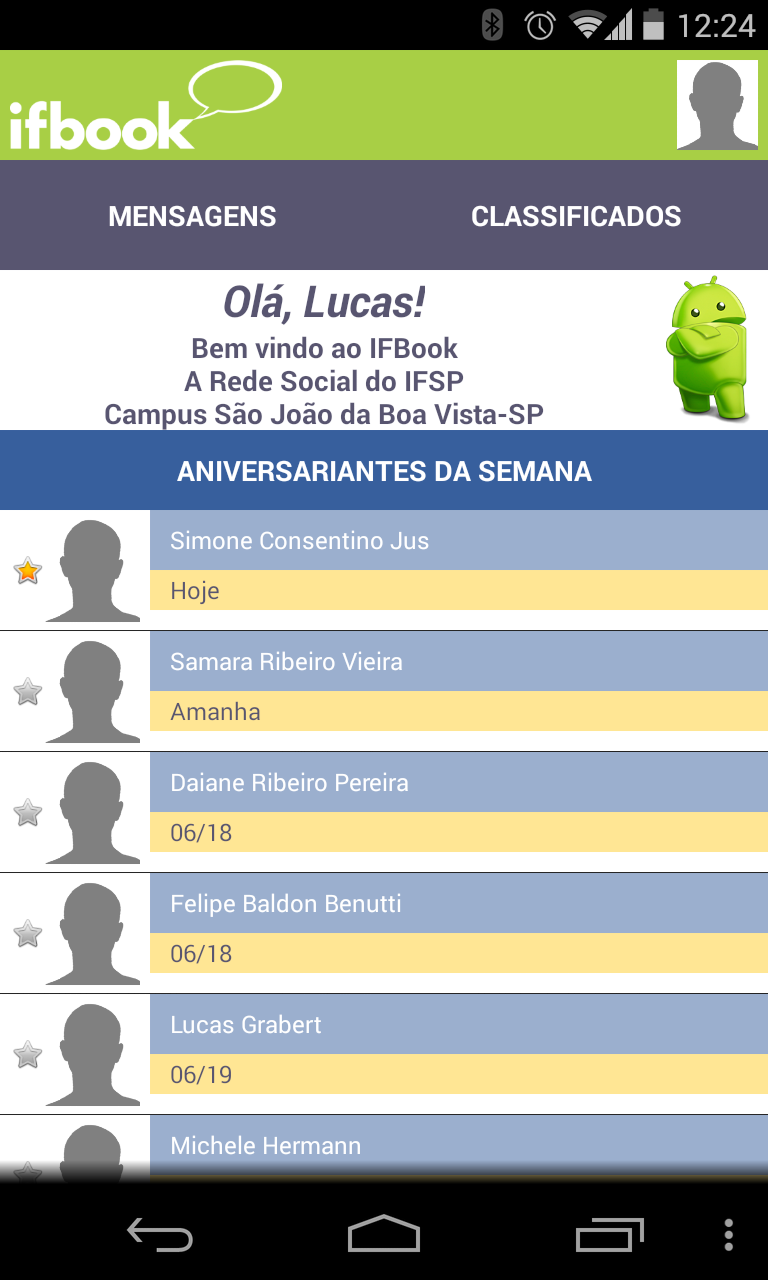 12:24
ifbook
MENSAGENS
CLASSIFICADOS
Olá, Lucas!
Bem vindo ao IFBook
A Rede Social do IFSP
Campus São João da Boa Vista-SP
ANIVERSARIANTES DA SEMANA
Simone Consentino Jus
Hoje
Samara Ribeiro Vieira
Amanha
Daiane Ribeiro Pereira
06/18
Felipe Baldon Benutti
06/18
Lucas Grabert
06/19
Michele Hermann